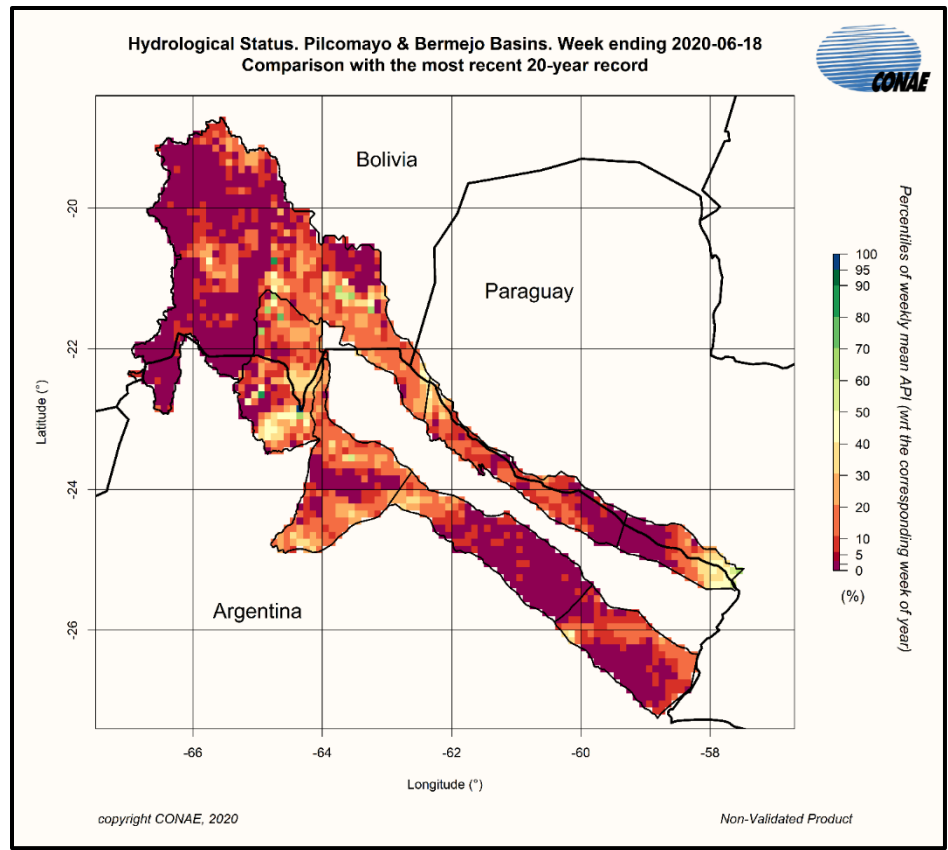 Hydrological Status. Pilcomayo & Bermejo Basins. Week ending 2020-06-18
Comparison with the most recent 20-year record
CONAE
Bolivia
Paraguay
Argentina
-20
-22
-24
-26
Latitude (°)
-66
-64
-62
-60
-58
Longitude (°)
100
95
90
80
70
60
50
40
30
20
10
5
2
0
(%)
Percentiles of weekly mean API (wrt the corresponding week of year)
copyright CONAE, 2020
Non-Validated Product